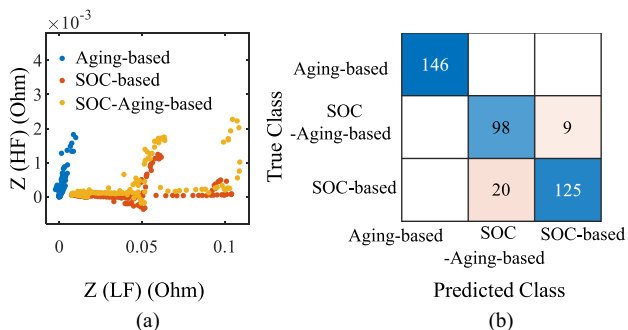 ×10⁻³
4
3
2
1
0
Z (HF) (Ohm)
Aging-based
SOC-based
SOC-Aging-based
0
0.05
0.1
Z (LF) (Ohm)
(a)
True Class
Aging-based
SOC
-Aging-based
SOC-based
146
98
9
20
125
Aging-based
SOC
-Aging-based
SOC-based
Predicted Class
(b)